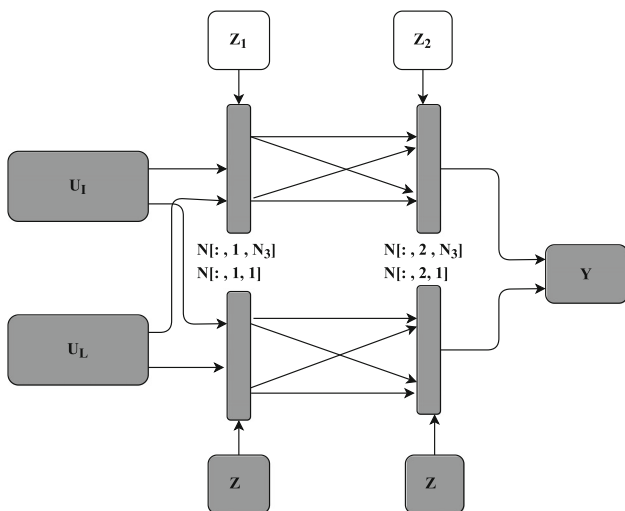 Z₁
Z₂
U_I
N[: , 1 , N₃]
N[: , 2 , N₃]
N[: , 1, 1]
N[: , 2, 1]
Y
U_L
Z
Z